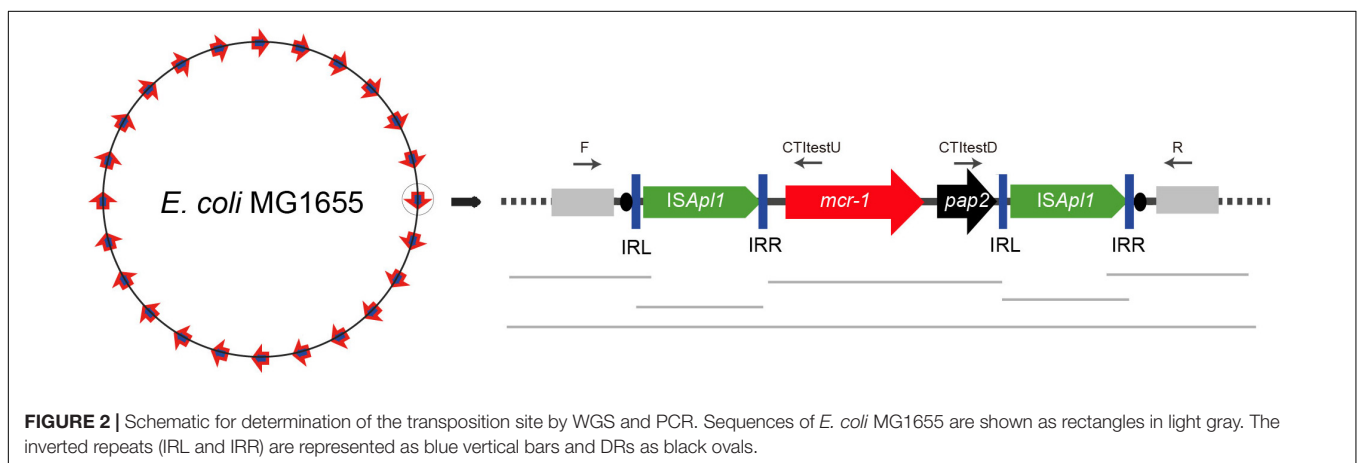 E. coli MG1655
F CTItestU CTItestD R
ISApl1 mcr-1 pap2 ISApl1
IRL IRR IRL IRR
FIGURE 2 | Schematic for determination of the transposition site by WGS and PCR. Sequences of E. coli MG1655 are shown as rectangles in light gray. The
inverted repeats (IRL and IRR) are represented as blue vertical bars and DRs as black ovals.